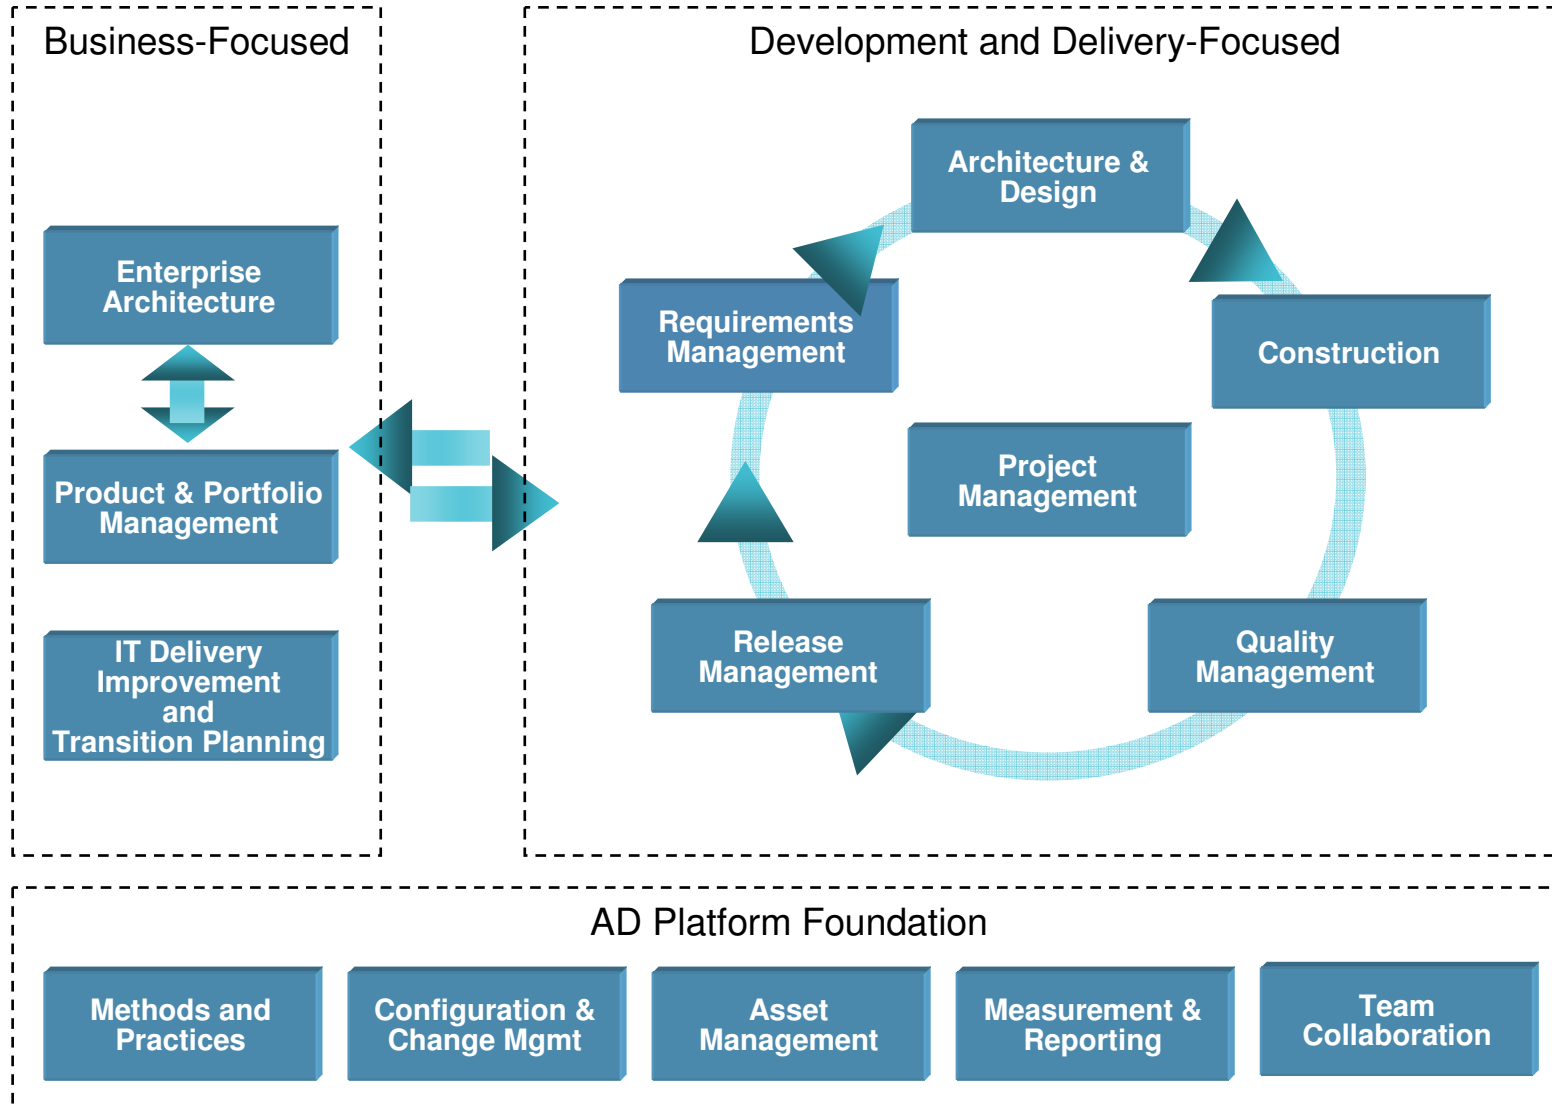 Business-Focused
Enterprise
Architecture
Product & Portfolio
Management
IT Delivery
Improvement
and
Transition Planning
Development and Delivery-Focused
Architecture &
Design
Requirements
Management
Construction
Project
Management
Release
Management
Quality
Management
AD Platform Foundation
Methods and
Practices
Configuration &
Change Mgmt
Asset
Management
Measurement &
Reporting
Team
Collaboration